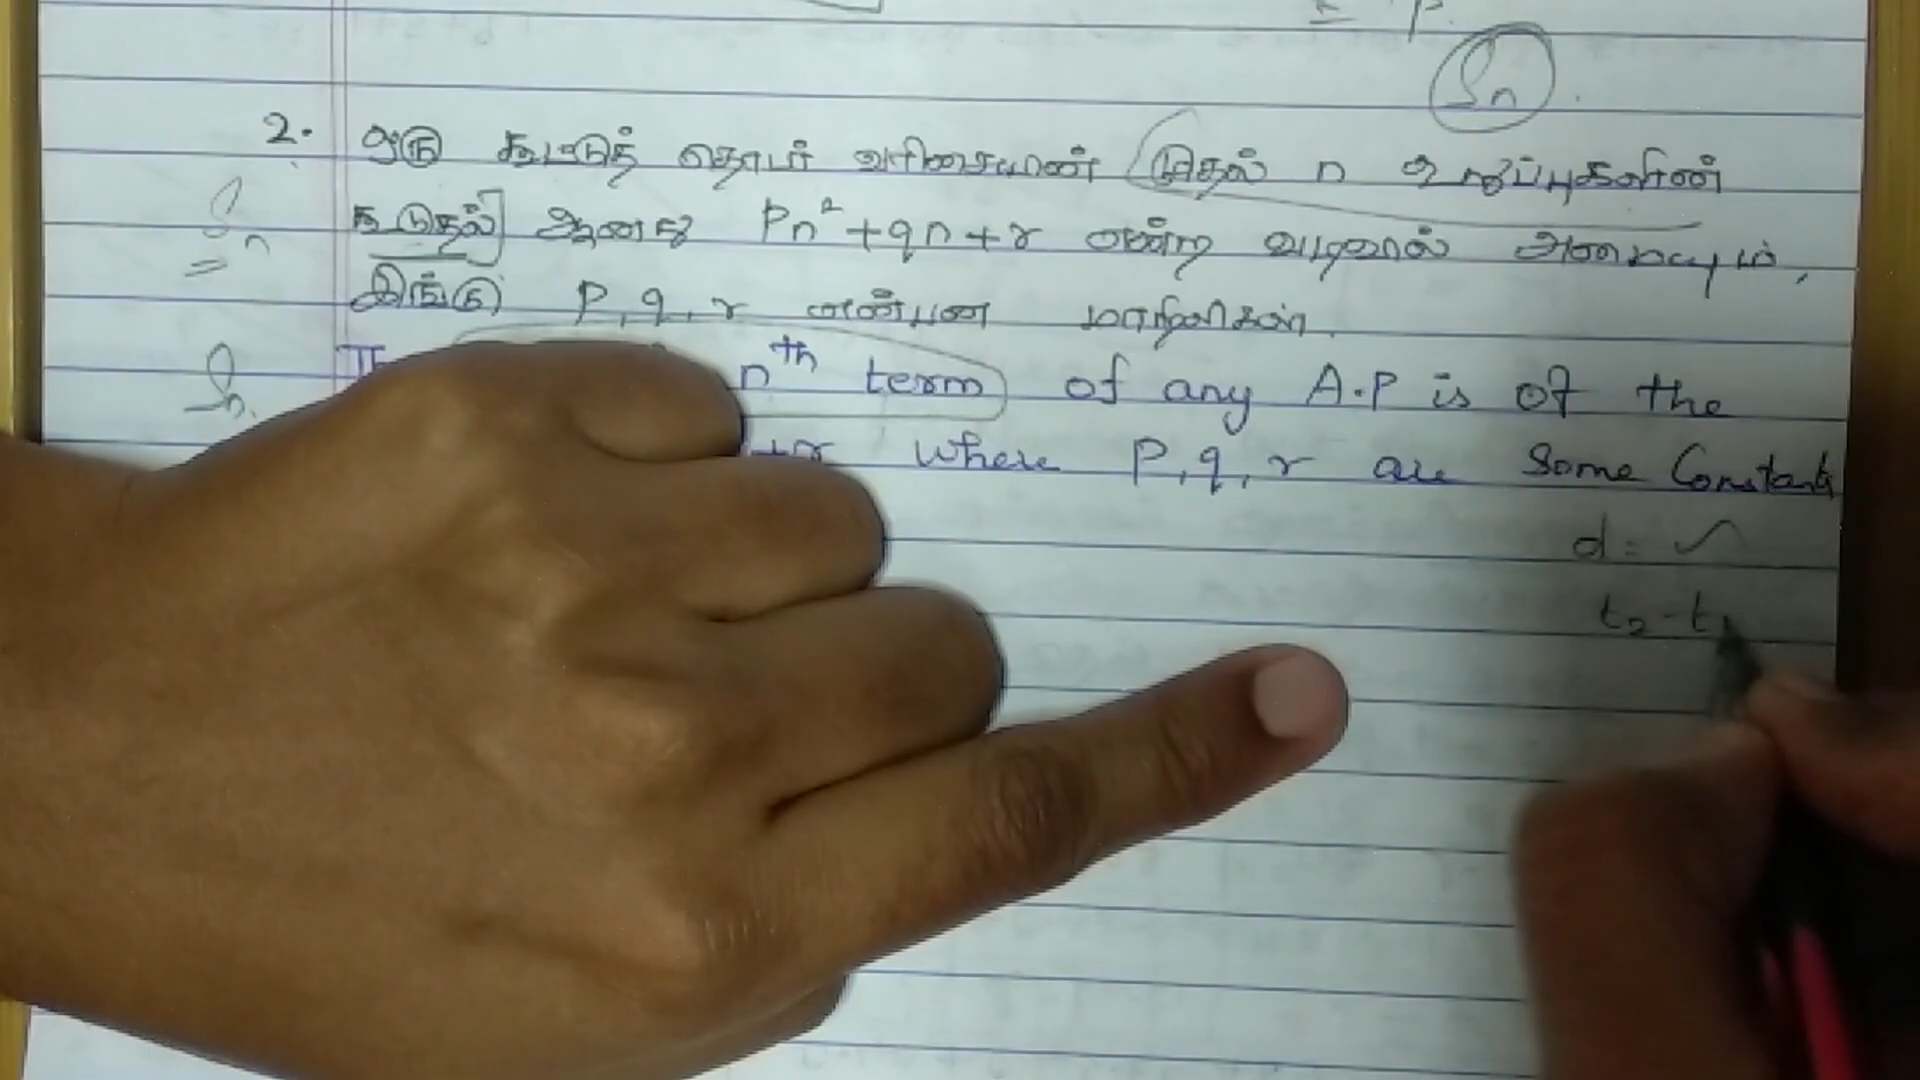 Sn
2. ஒரு கூட்டுத் தொடர் வரிசையின் முதல் n உறுப்புகளின்
Sn கூடுதல் ஆனது Pn²+qn+r என்ற வடிவில் அமையும்,
இங்கு P, q, r என்பன மாறிலிகள்.
Sn. nth term of any A.P is of the
+r where P, q, r are some Constants
d =
t2-t1